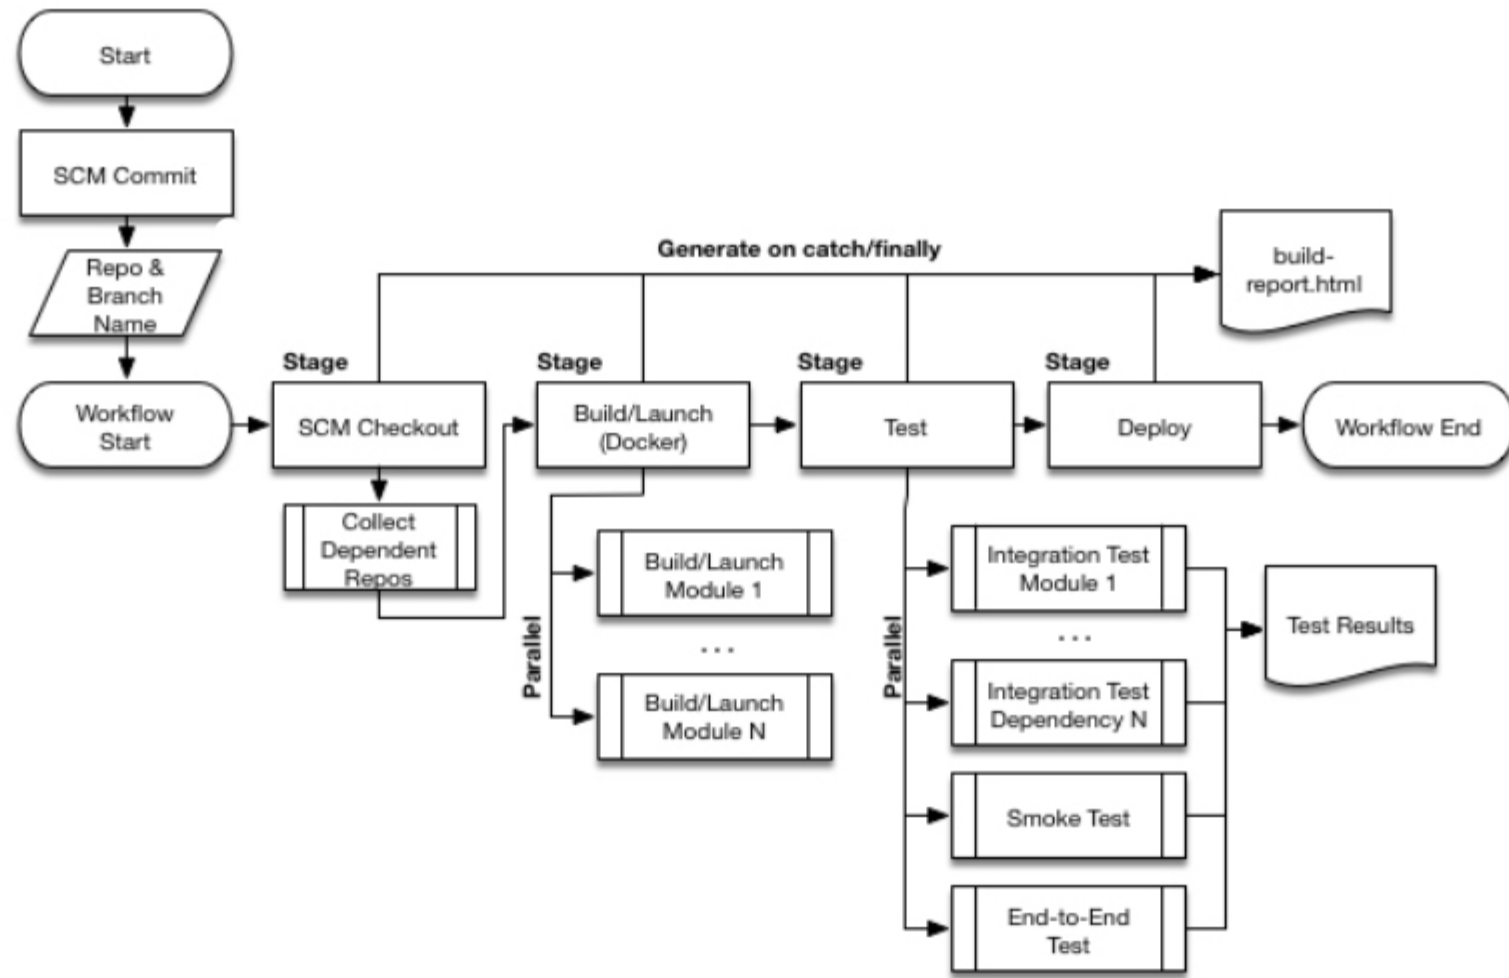 Start
SCM Commit
Repo &
Branch
Name
Workflow
Start
Generate on catch/finally
build-
report.html
Stage
SCM Checkout
Collect
Dependent
Repos
Stage
Build/Launch
(Docker)
Parallel
Build/Launch
Module 1
...
Build/Launch
Module N
Stage
Test
Parallel
Integration Test
Module 1
...
Integration Test
Dependency N
Smoke Test
End-to-End
Test
Test Results
Stage
Deploy
Workflow End